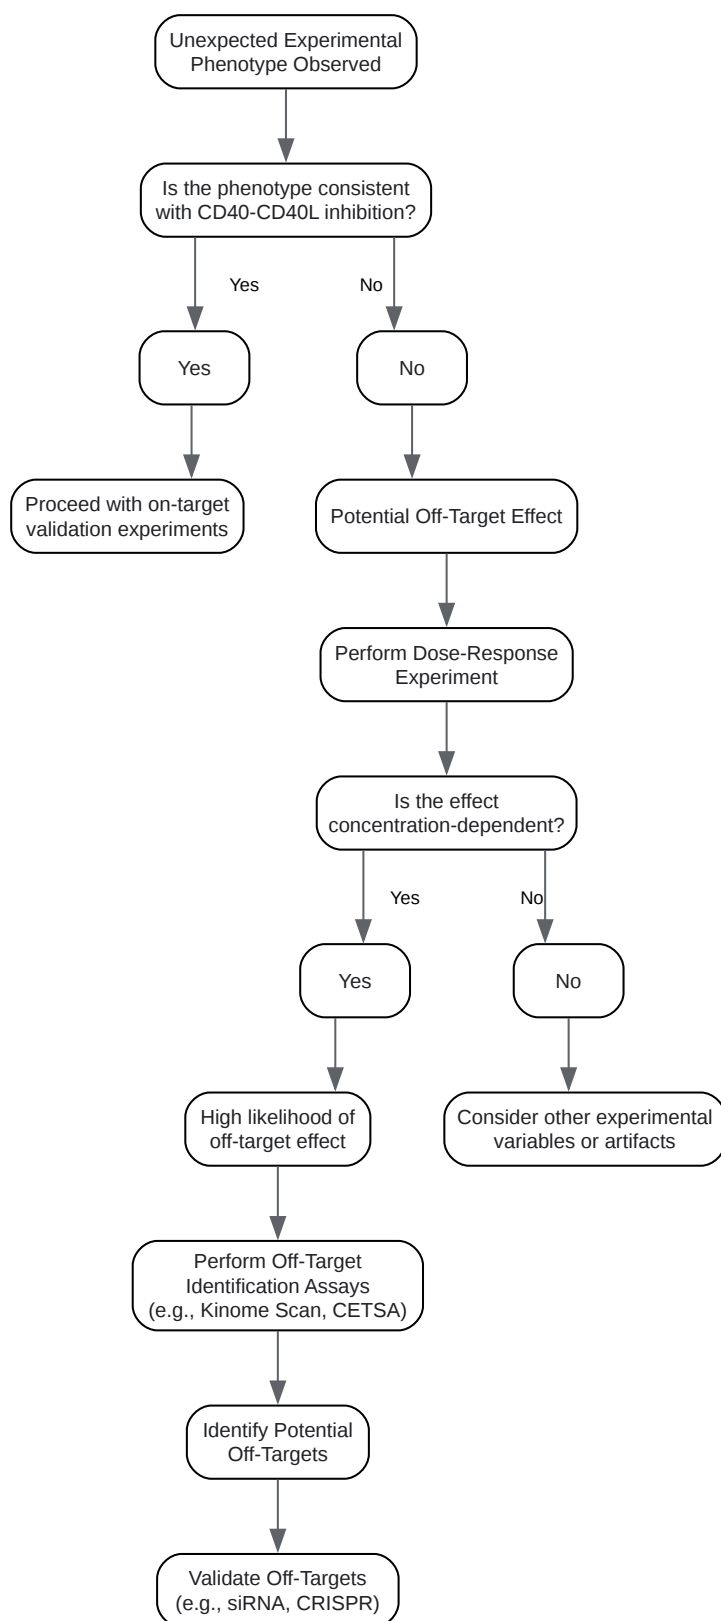 Unexpected Experimental
Phenotype Observed
Is the phenotype consistent
with CD40-CD40L inhibition?
Yes
No
Yes
No
Proceed with on-target
validation experiments
Potential Off-Target Effect
Perform Dose-Response
Experiment
Is the effect
concentration-dependent?
Yes
No
Yes
No
High likelihood of
off-target effect
Consider other experimental
variables or artifacts
Perform Off-Target
Identification Assays
(e.g., Kinome Scan, CETSA)
Identify Potential
Off-Targets
Validate Off-Targets
(e.g., siRNA, CRISPR)